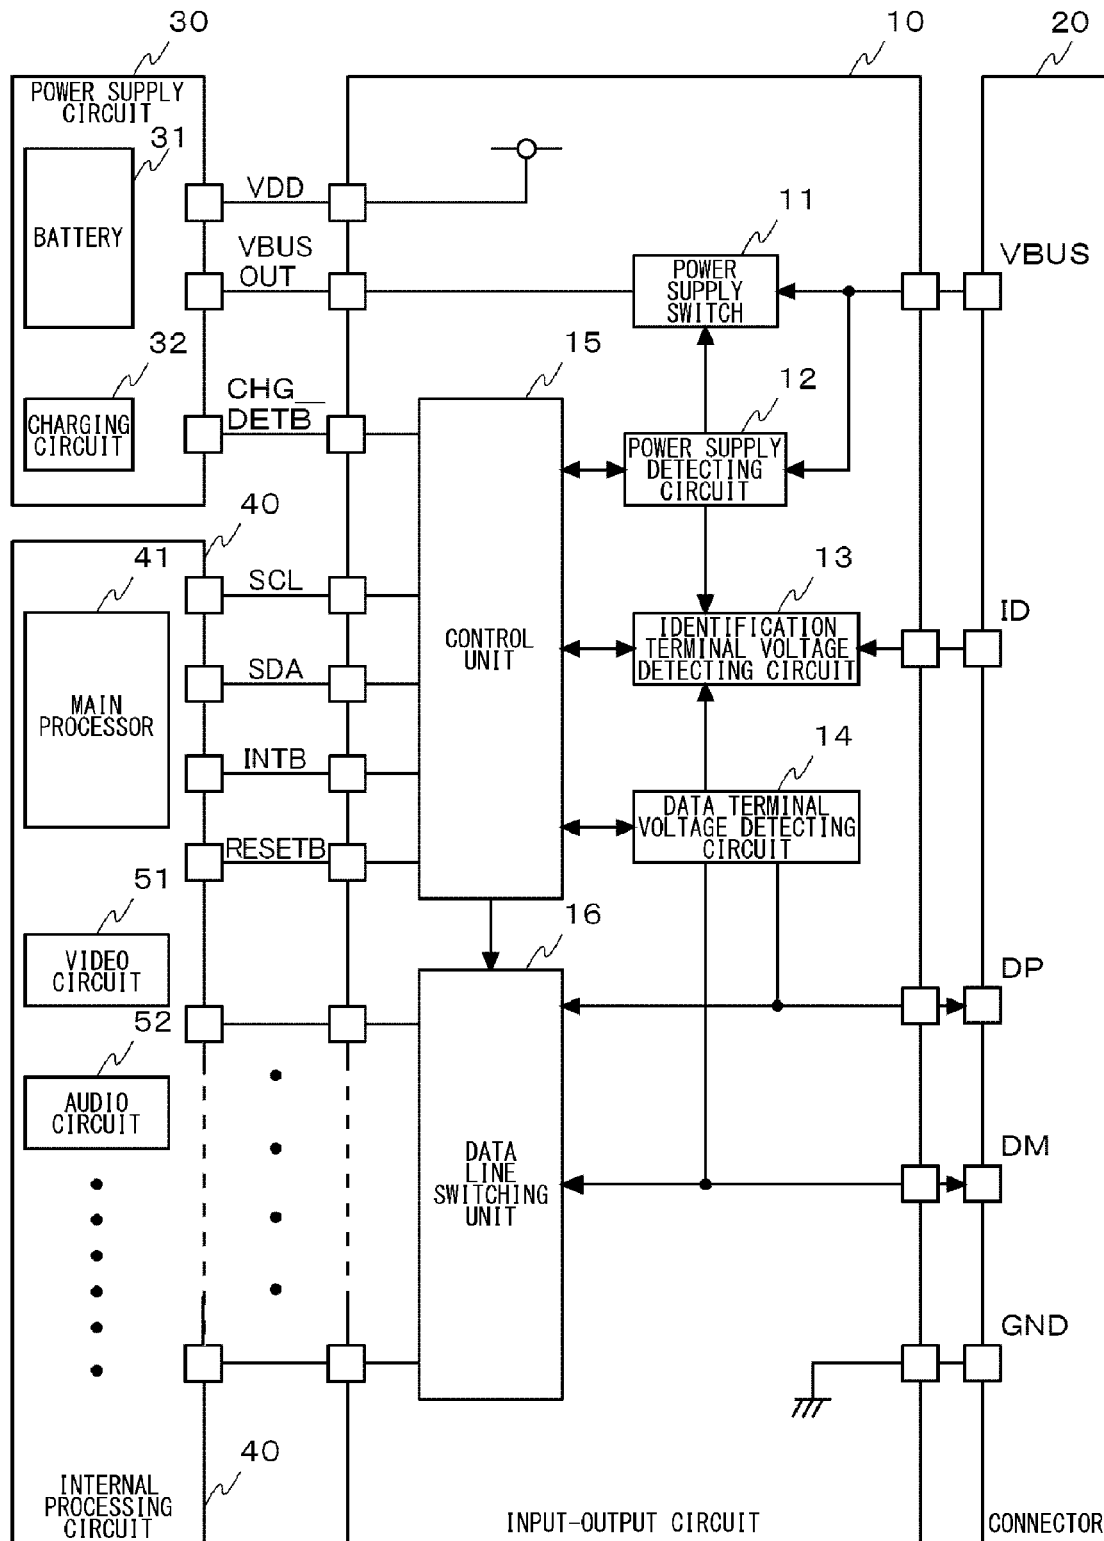 30
10
20
POWER SUPPLY
CIRCUIT
31
BATTERY
VDD
VBUS
OUT
11
POWER
SUPPLY
SWITCH
VBUS
32
CHARGING
CIRCUIT
CHG__
DETB
15
12
POWER SUPPLY
DETECTING
CIRCUIT
40
41
MAIN
PROCESSOR
SCL
SDA
INTB
RESETB
CONTROL
UNIT
13
IDENTIFICATION
TERMINAL VOLTAGE
DETECTING CIRCUIT
ID
14
DATA TERMINAL
VOLTAGE DETECTING
CIRCUIT
51
VIDEO
CIRCUIT
16
DP
52
AUDIO
CIRCUIT
DATA
LINE
SWITCHING
UNIT
DM
GND
40
INTERNAL
PROCESSING
CIRCUIT
INPUT-OUTPUT CIRCUIT
CONNECTOR